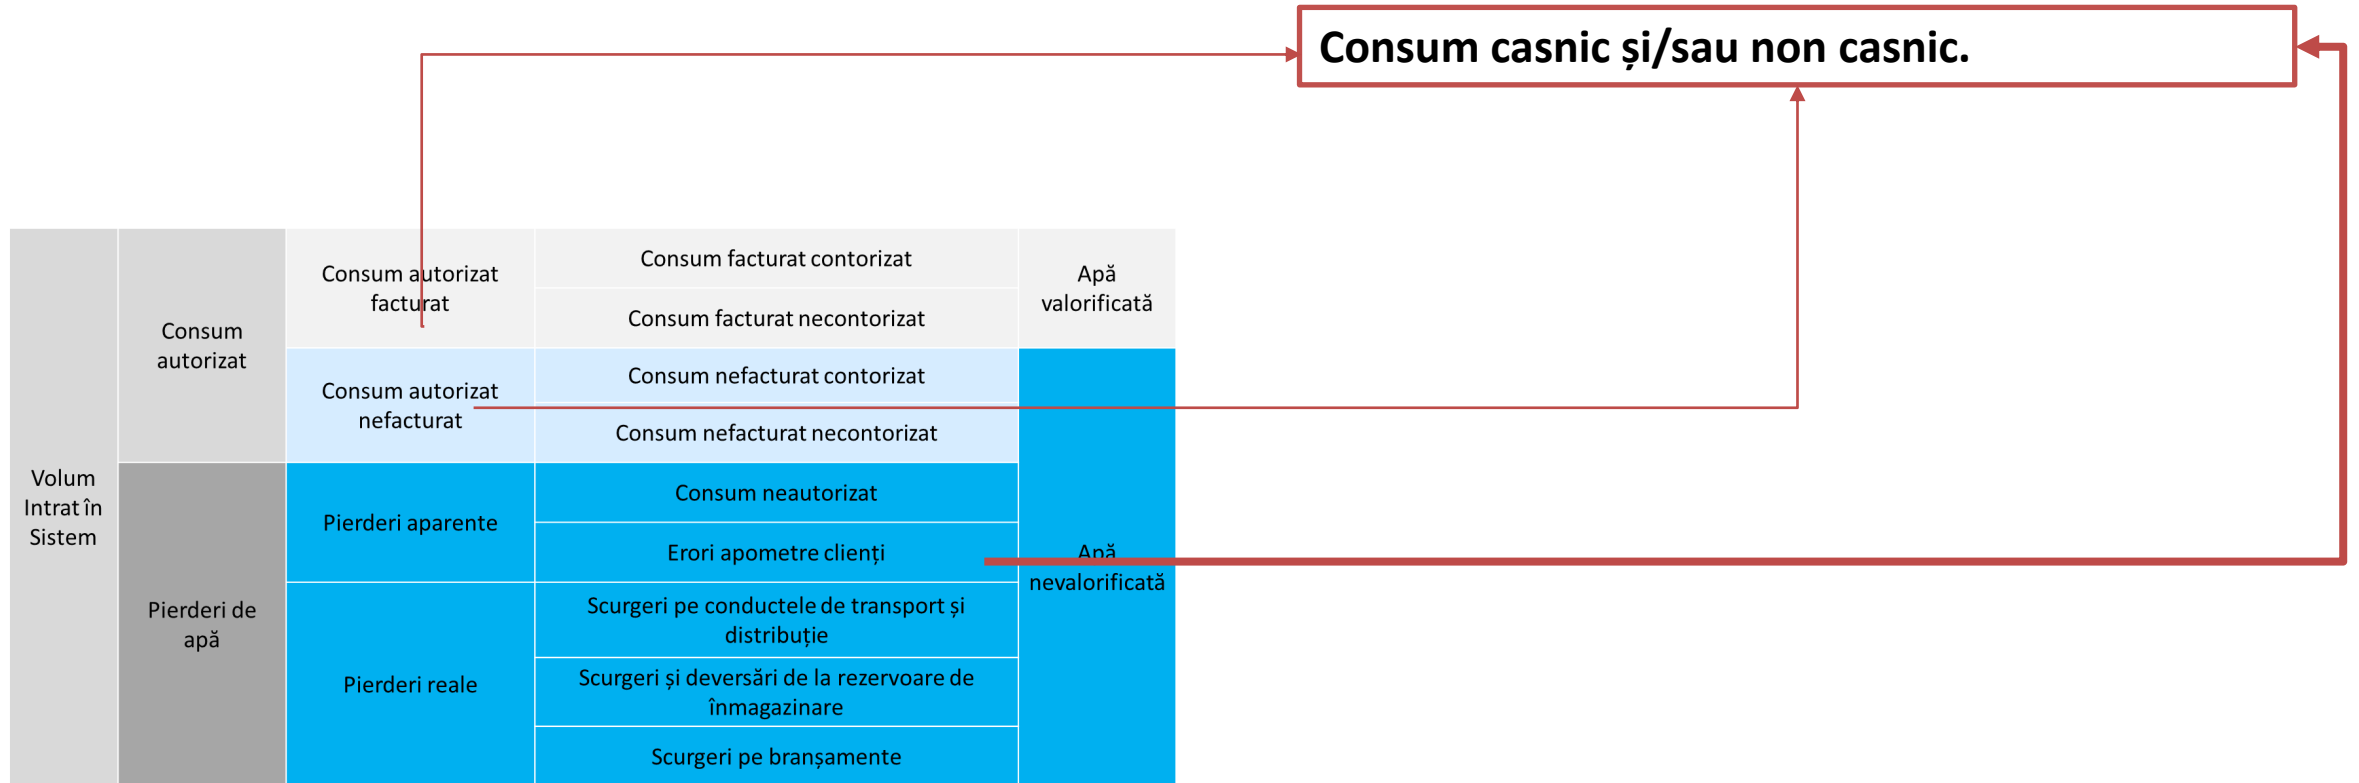 Consum casnic și/sau non casnic.
Volum
Intrat în
Sistem
Consum
autorizat
Consum autorizat
facturat
Consum facturat contorizat
Consum facturat necontorizat
Apă
valorificată
Consum autorizat
nefacturat
Consum nefacturat contorizat
Consum nefacturat necontorizat
Apă
nevalorificată
Pierderi de
apă
Pierderi aparente
Consum neautorizat
Erori apometre clienți
Pierderi reale
Scurgeri pe conductele de transport și
distribuție
Scurgeri și deversări de la rezervoare de
înmagazinare
Scurgeri pe branșamente